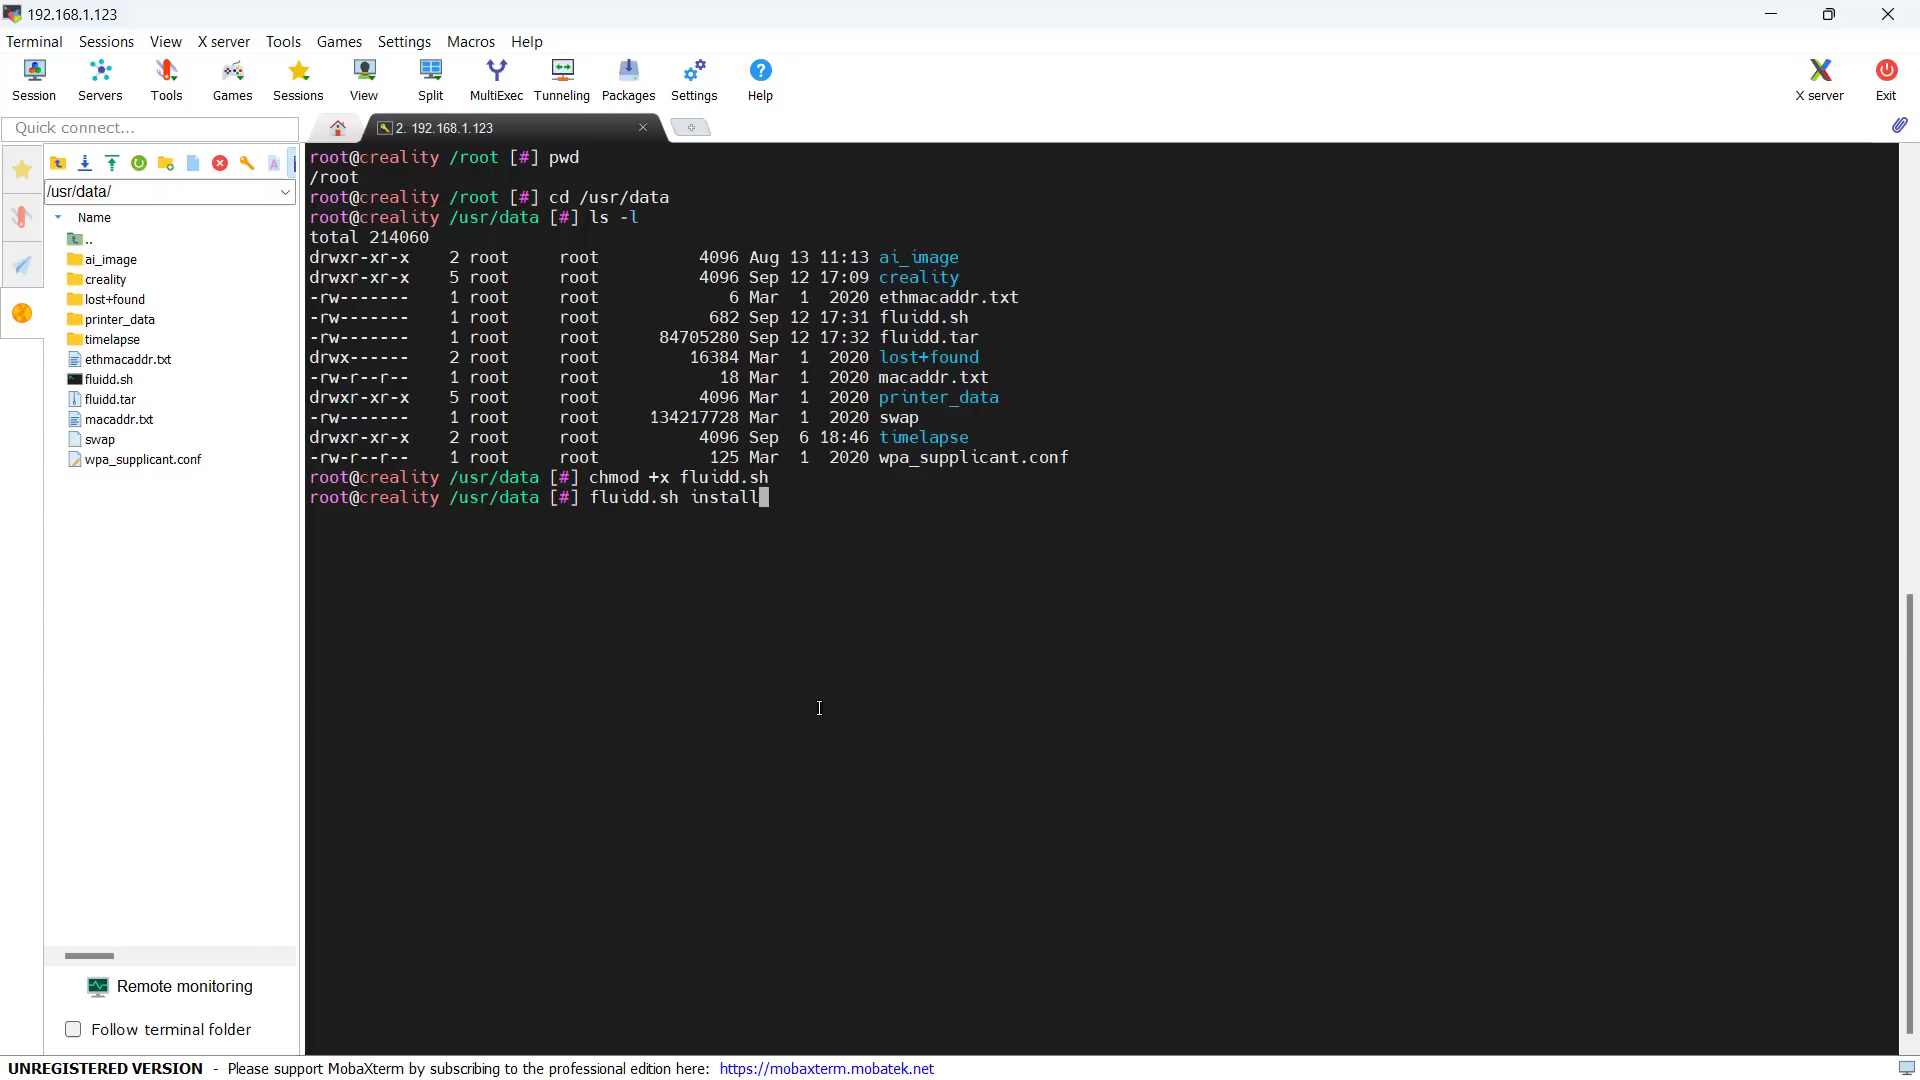 192.168.1.123
Terminal Sessions View X server Tools Games Settings Macros Help
Session Servers Tools Games Sessions View Split MultiExec Tunneling Packages Settings Help X server Exit
Quick connect...
2. 192.168.1.123
/usr/data/
Name
..
ai_image
creality
lost+found
printer_data
timelapse
ethmacaddr.txt
fluidd.sh
fluidd.tar
macaddr.txt
swap
wpa_supplicant.conf
Remote monitoring
Follow terminal folder
root@creality /root [#] pwd
/root
root@creality /root [#] cd /usr/data
root@creality /usr/data [#] ls -l
total 214060
drwxr-xr-x    2 root     root          4096 Aug 13 11:13 ai_image
drwxr-xr-x    5 root     root          4096 Sep 12 17:09 creality
-rw-------    1 root     root             6 Mar  1  2020 ethmacaddr.txt
-rw-------    1 root     root           682 Sep 12 17:31 fluidd.sh
-rw-------    1 root     root      84705280 Sep 12 17:32 fluidd.tar
drwx------    2 root     root         16384 Mar  1  2020 lost+found
-rw-r--r--    1 root     root            18 Mar  1  2020 macaddr.txt
drwxr-xr-x    5 root     root          4096 Mar  1  2020 printer_data
-rw-------    1 root     root     134217728 Mar  1  2020 swap
drwxr-xr-x    2 root     root          4096 Sep  6 18:46 timelapse
-rw-r--r--    1 root     root           125 Mar  1  2020 wpa_supplicant.conf
root@creality /usr/data [#] chmod +x fluidd.sh
root@creality /usr/data [#] fluidd.sh install
UNREGISTERED VERSION - Please support MobaXterm by subscribing to the professional edition here: https://mobaxterm.mobatek.net